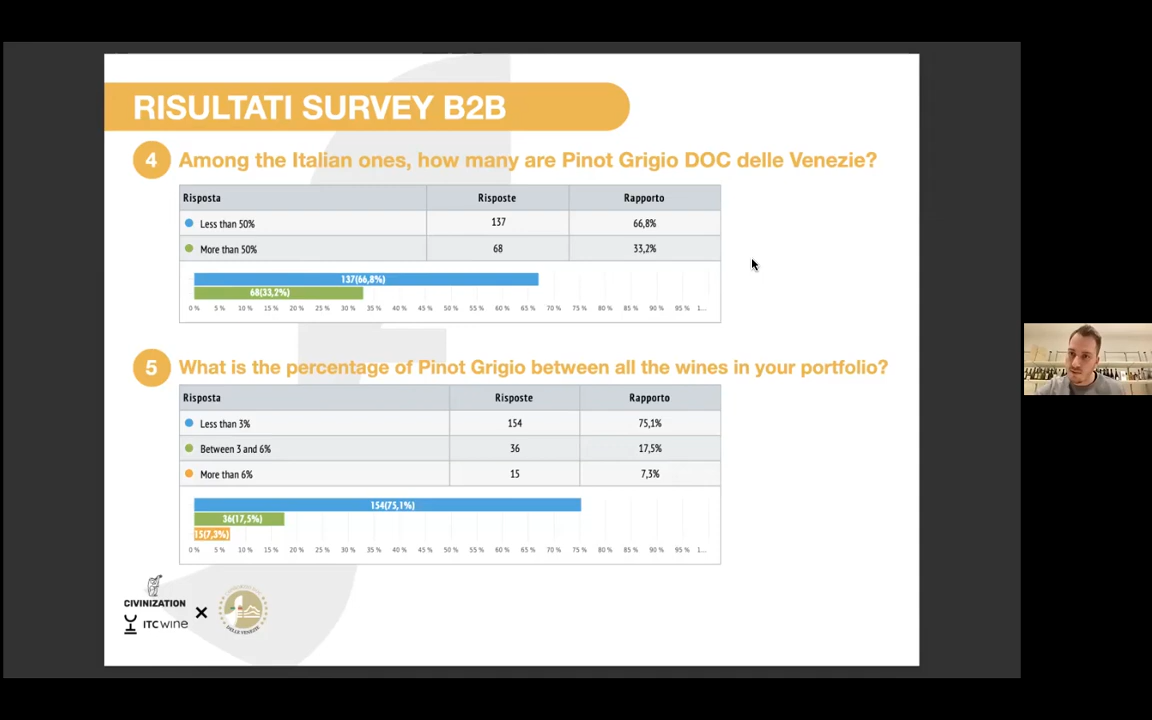 RISULTATI SURVEY B2B
4 Among the Italian ones, how many are Pinot Grigio DOC delle Venezie?
Risposta Risposte Rapporto
Less than 50% 137 66,8%
More than 50% 68 33,2%
137(66,8%)
68(33,2%)
0 % 5 % 10 % 15 % 20 % 25 % 30 % 35 % 40 % 45 % 50 % 55 % 60 % 65 % 70 % 75 % 80 % 85 % 90 % 95 % 1...
5 What is the percentage of Pinot Grigio between all the wines in your portfolio?
Risposta Risposte Rapporto
Less than 3% 154 75,1%
Between 3 and 6% 36 17,5%
More than 6% 15 7,3%
154(75,1%)
36(17,5%)
15(7,3%)
0 % 5 % 10 % 15 % 20 % 25 % 30 % 35 % 40 % 45 % 50 % 55 % 60 % 65 % 70 % 75 % 80 % 85 % 90 % 95 % 1...
CIVINIZATION
ITC wine
X
DELLE VENEZIE